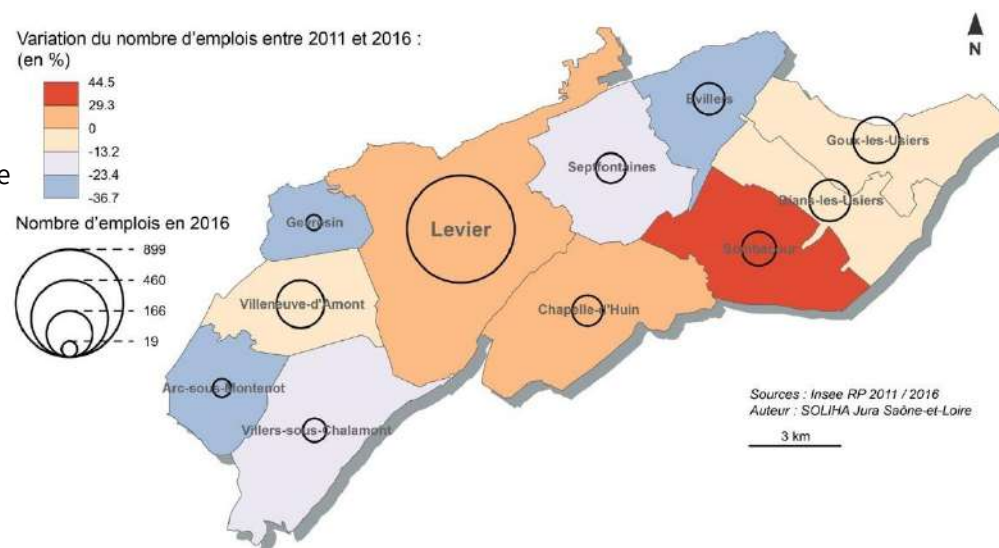 Variation du nombre d'emplois entre 2011 et 2016 :
(en %)
44.5
29.3
0
-13.2
-23.4
-36.7
e
Nombre d'emplois en 2016
899
460
166
19
N
Evillers
Goux-les-Usiers
Septfontaines
Bians-les-Usiers
Gevresin
Levier
Sombacour
Villeneuve-d'Amont
Chapelle-d'Huin
Arc-sous-Montenot
Villers-sous-Chalamont
Sources : Insee RP 2011 / 2016
Auteur : SOLIHA Jura Saône-et-Loire
3 km